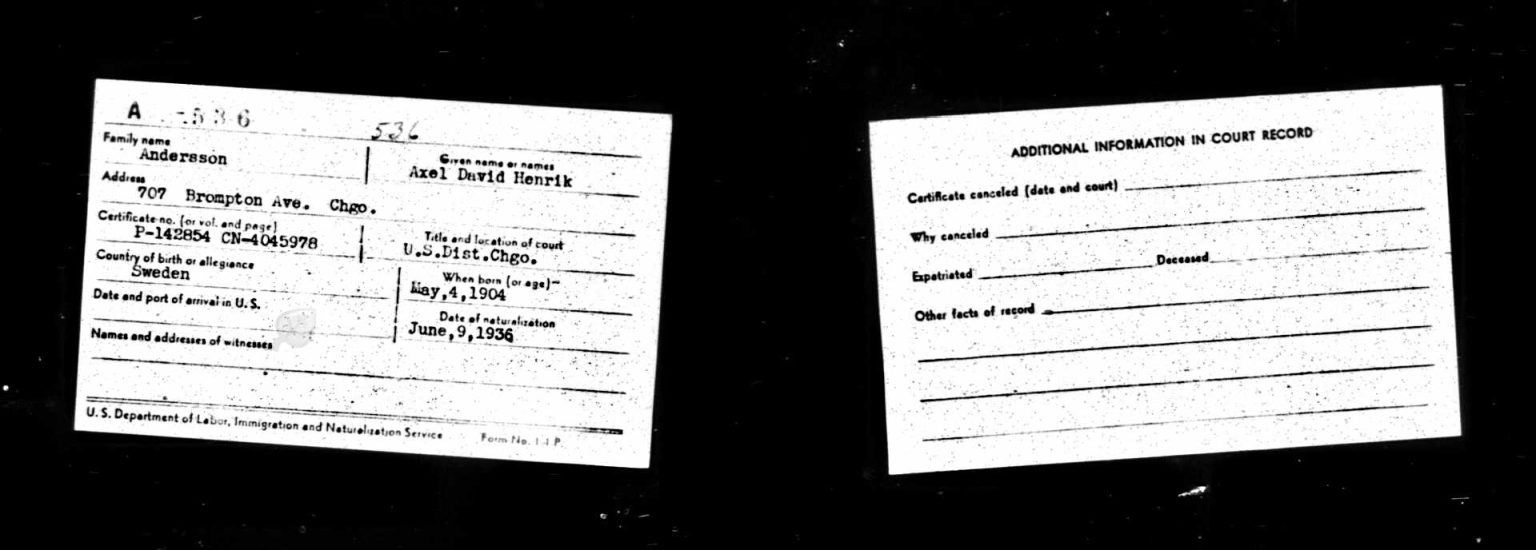 A -536
536
Family name
Given name or names
Andersson
Axel David Henrik
Address
707 Brompton Ave. Chgo.
Certificate no. (or vol. and page)
Title and location of court
P-142854 CN-4045978
U.S.Dist.Chgo.
Country of birth or allegiance
When born (or age)
Sweden
May,4,1904
Date and port of arrival in U. S.
Date of naturalization
June,9,1936
Names and addresses of witnesses
U. S. Department of Labor, Immigration and Naturalization Service Form No.
ADDITIONAL INFORMATION IN COURT RECORD
Certificate canceled (date and court)
Why canceled
Expatriated Deceased
Other facts of record